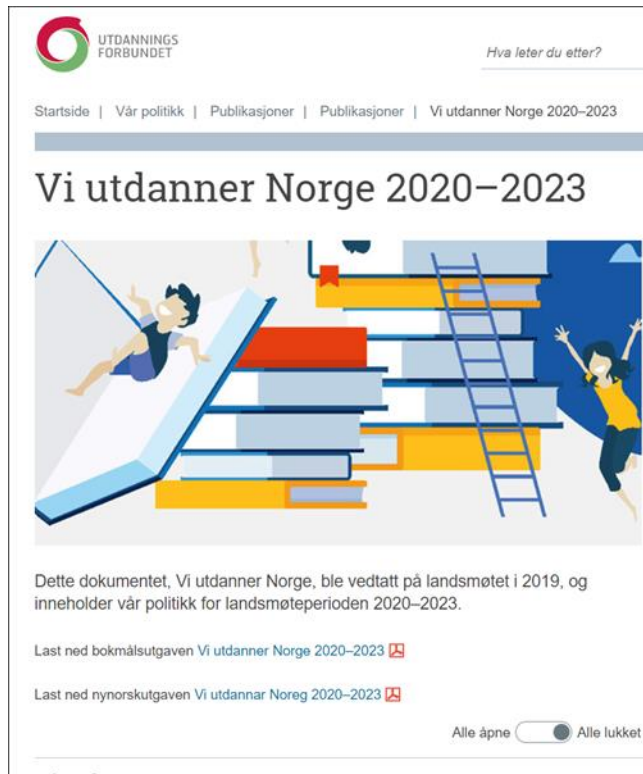 UTDANNINGS
FORBUNDET
Hva leter du etter?
Startside | Vår politikk | Publikasjoner | Publikasjoner | Vi utdanner Norge 2020–2023
Vi utdanner Norge 2020–2023
Dette dokumentet, Vi utdanner Norge, ble vedtatt på landsmøtet i 2019, og
inneholder vår politikk for landsmøteperioden 2020–2023.
Last ned bokmålsutgaven Vi utdanner Norge 2020–2023
Last ned nynorskutgaven Vi utdannar Noreg 2020–2023
Alle åpne Alle lukket